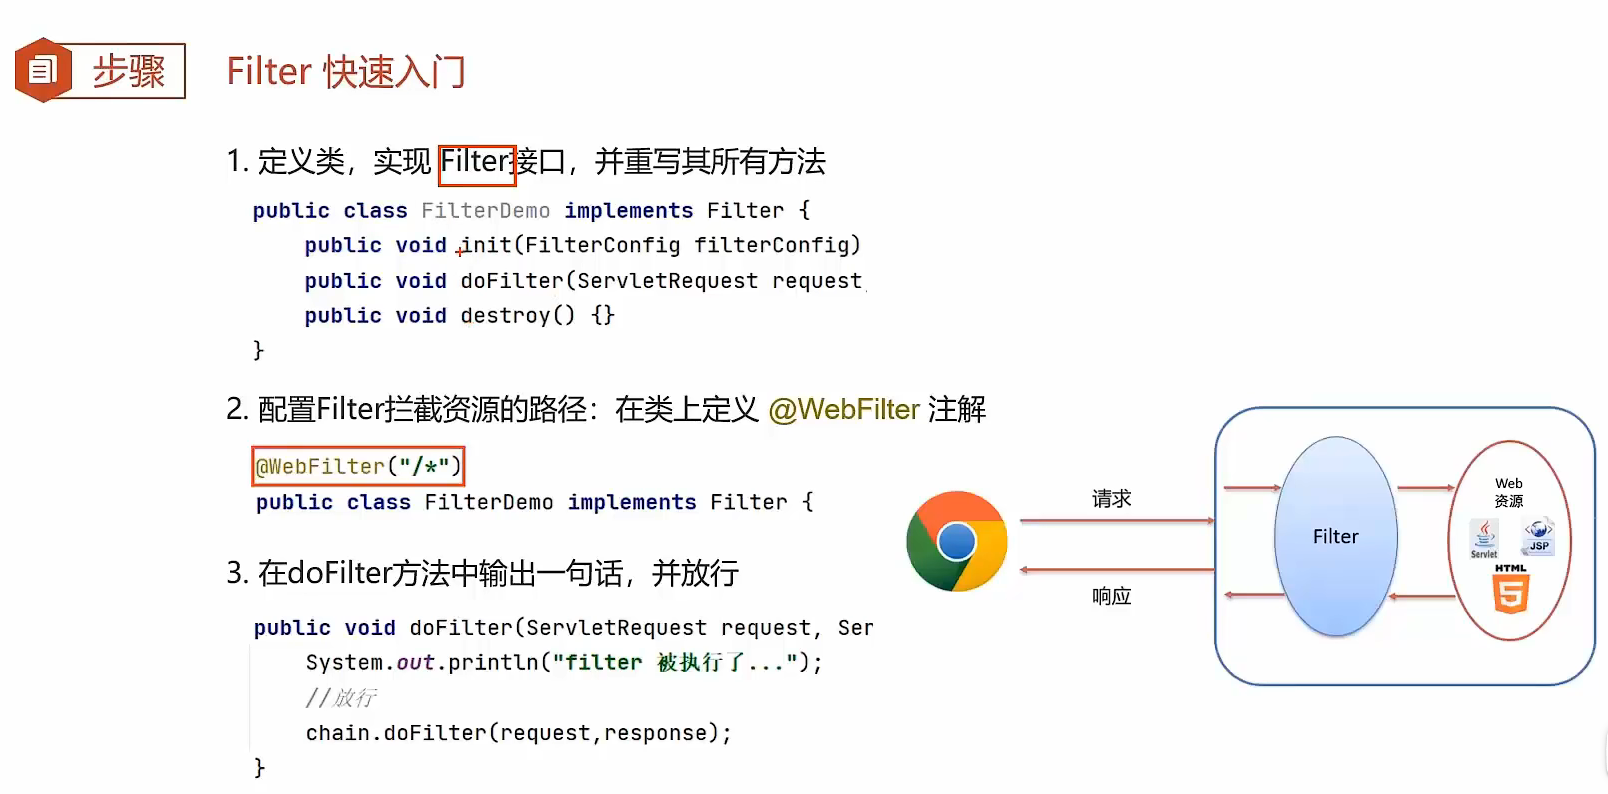 步骤
Filter 快速入门
1. 定义类，实现 Filter接口，并重写其所有方法
public class FilterDemo implements Filter {
public void init(FilterConfig filterConfig)
public void doFilter(ServletRequest request,
public void destroy() {}
}
2. 配置Filter拦截资源的路径：在类上定义 @WebFilter 注解
@WebFilter("/*")
public class FilterDemo implements Filter {
3. 在doFilter方法中输出一句话，并放行
public void doFilter(ServletRequest request, Ser
System.out.println("filter 被执行了...");
//放行
chain.doFilter(request,response);
}
请求
响应
Filter
Web
资源
Servlet
JSP
HTML
5